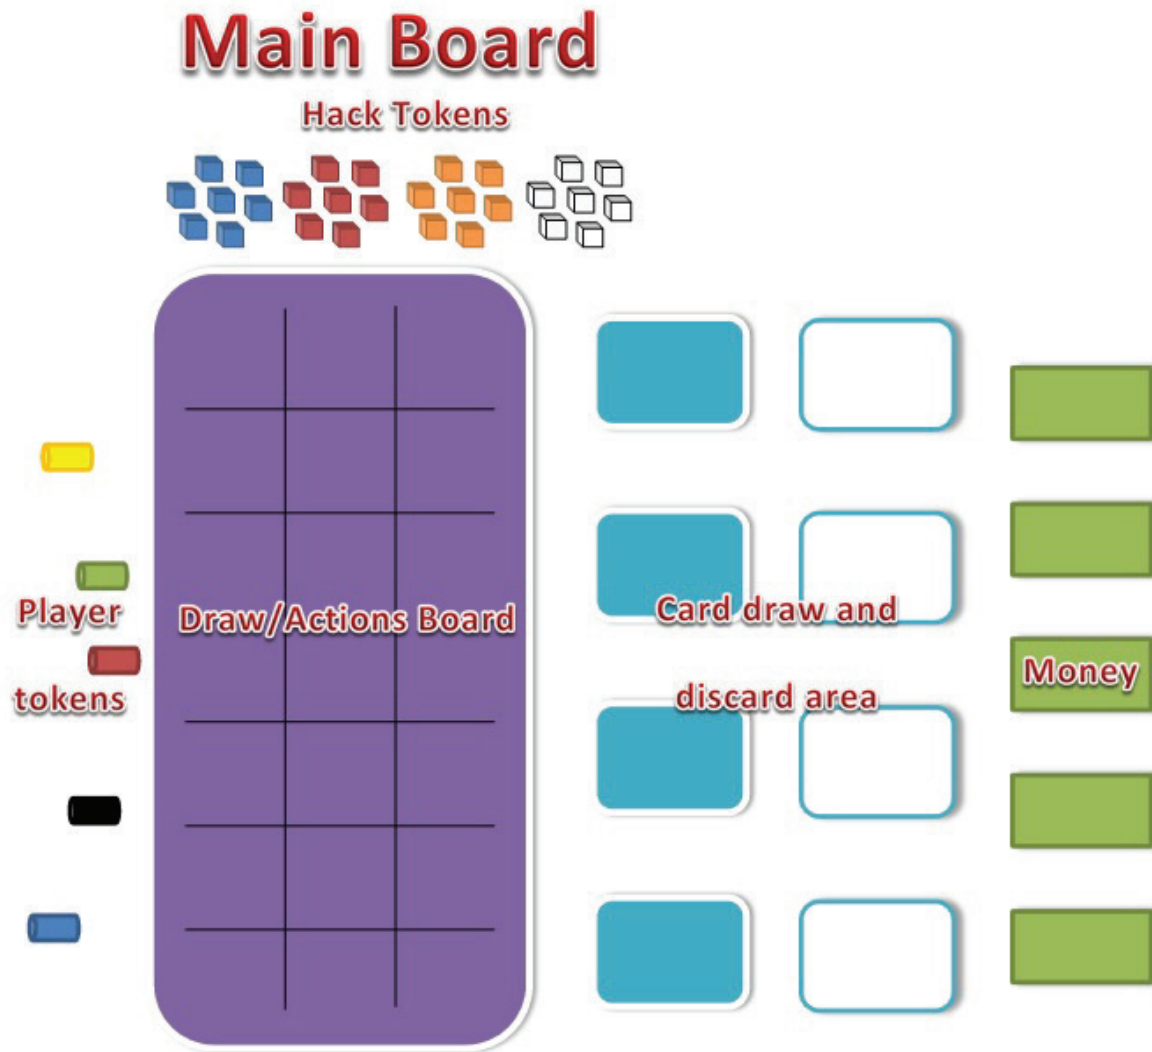 Main Board
Hack Tokens
Player
tokens
Draw/Actions Board
Card draw and
discard area
Money